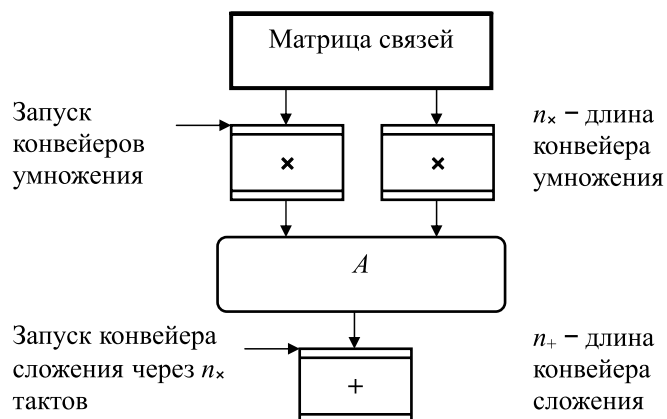 Матрица связей
Запуск
конвейеров
умножения
×
×
n× − длина
конвейера
умножения
A
Запуск конвейера
сложения через n×
тактов
+
n+ − длина
конвейера
сложения